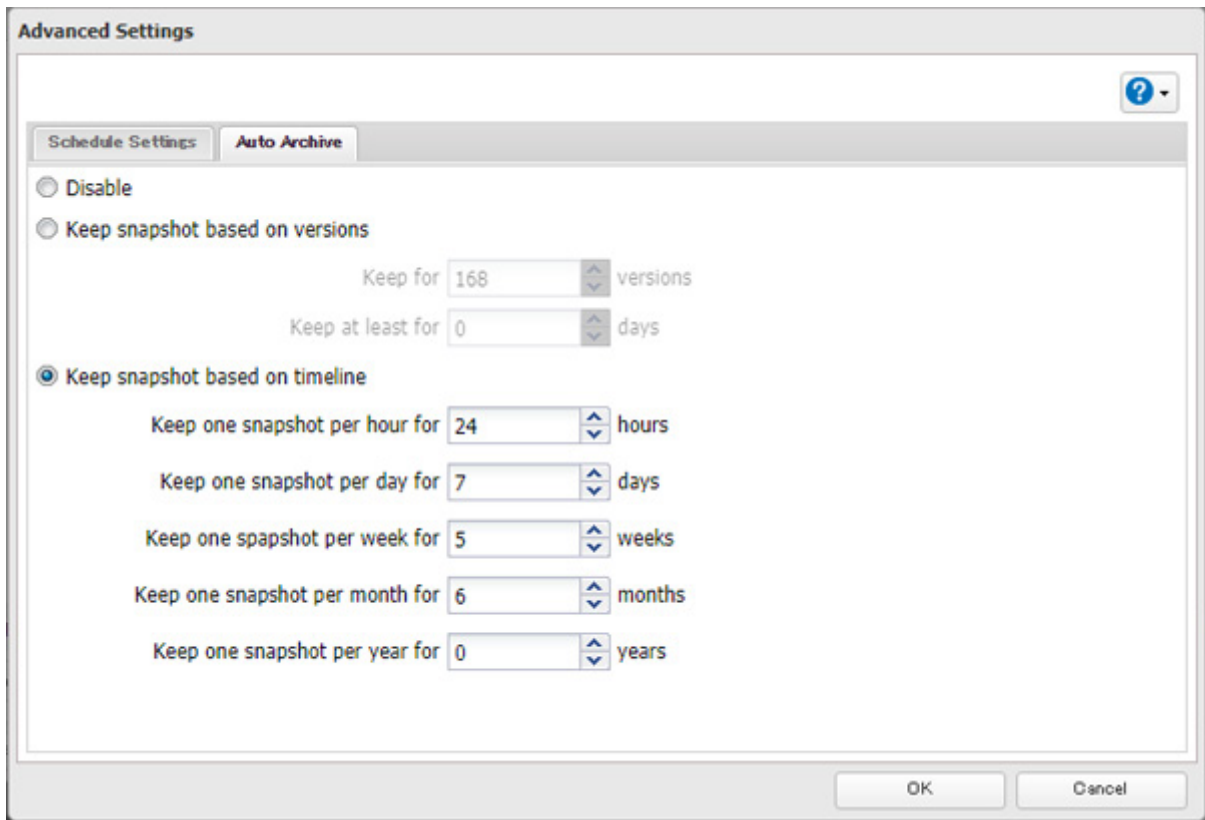 Advanced Settings
?
Schedule Settings Auto Archive
Disable
Keep snapshot based on versions
Keep for 168 versions
Keep at least for 0 days
Keep snapshot based on timeline
Keep one snapshot per hour for 24 hours
Keep one snapshot per day for 7 days
Keep one spapshot per week for 5 weeks
Keep one snapshot per month for 6 months
Keep one snapshot per year for 0 years
OK Cancel